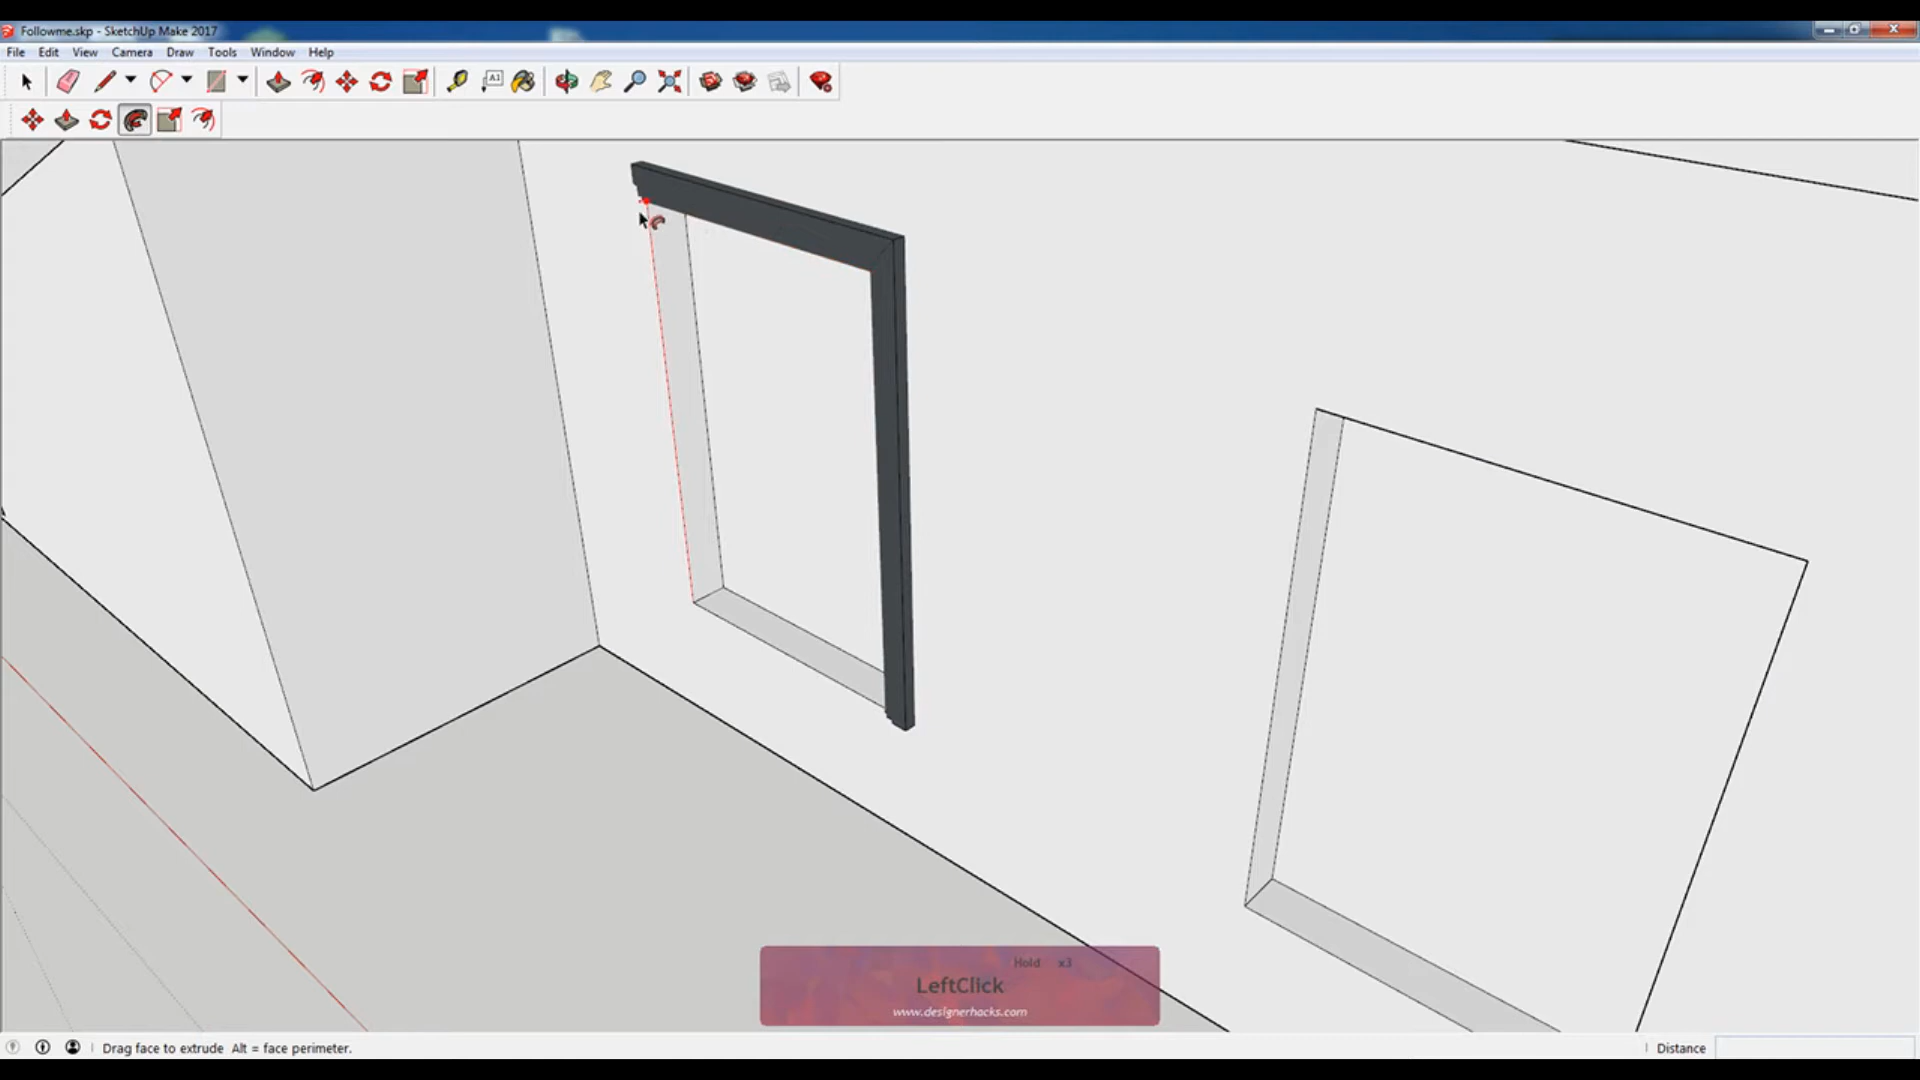 Followme.skp - SketchUp Make 2017
File Edit View Camera Draw Tools Window Help
A1
Hold x3
LeftClick
www.designerhacks.com
Drag face to extrude Alt = face perimeter.
Distance